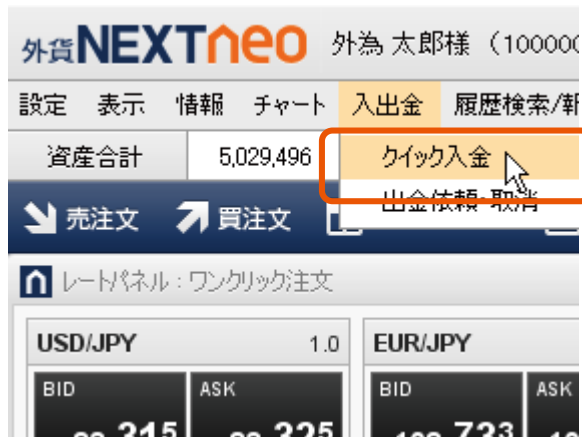 外貨NEXTneo 外為 太郎様 （100000
設定 表示 情報 チャート 入出金 履歴検索/報
資産合計 5,029,496 クイック入金
売注文 買注文 出金依頼・取消
レートパネル：ワンクリック注文
USD/JPY 1.0 EUR/JPY
BID ASK BID ASK
315 325 723